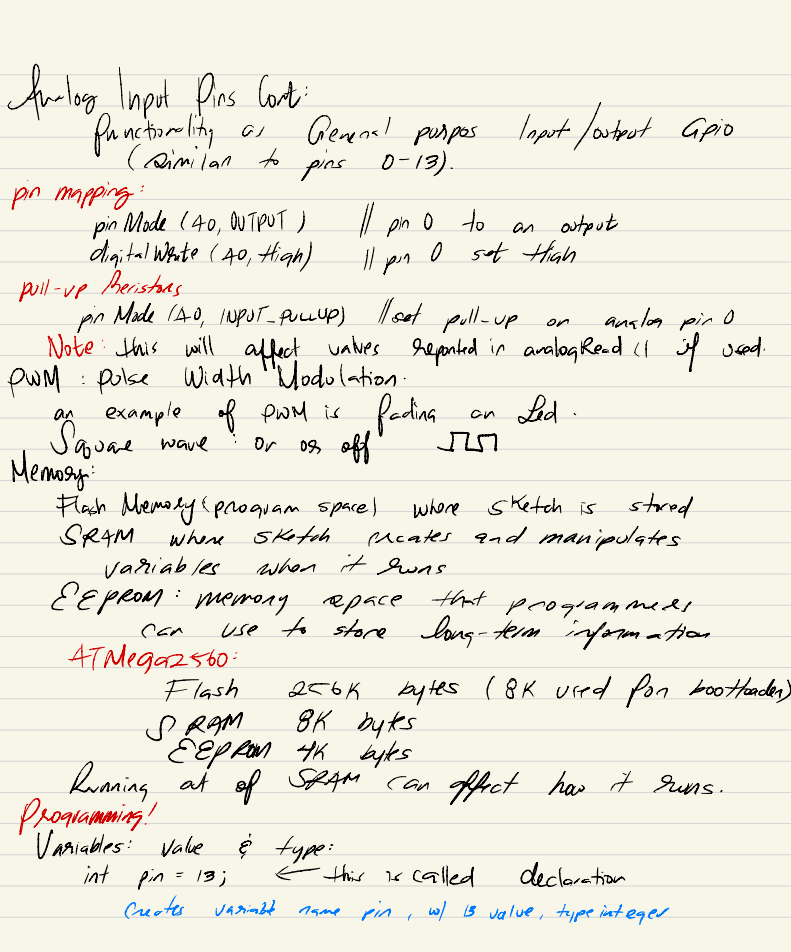 Analog Input Pins Cont:
functionality as General purpos Input/output Gpio
(similar to pins 0-13).
pin mapping:
pinMode (A0, OUTPUT) // pin 0 to an output
digitalWrite (A0, High) // pin 0 set High
pull-up Resistors
pinMode (A0, INPUT_PULLUP) // set pull-up on analog pin 0
Note: this will affect values reported in analogRead () if used.
PWM: pulse Width Modulation.
an example of PWM is fading an Led.
Square wave: or off
Memory:
Flash Memory (program space) where sketch is stored
SRAM where sketch creates and manipulates
variables when it runs
EEPROM: memory space that programmers
can use to store long-term information
ATMega2560:
Flash 256K bytes (8K used for bootloader)
SRAM 8K bytes
EEPROM 4K bytes
Running out of SRAM can affect how it runs.
Programming!
Variables: value & type:
int pin = 13; ← this is called declaration
Creates variable name pin, w/ 13 value, type integer